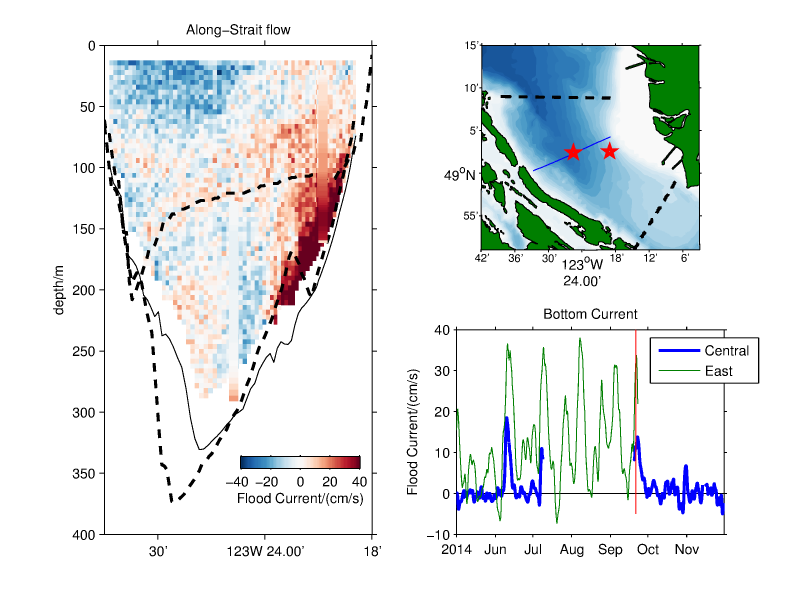 Along−Strait flow
0
50
100
150
200
250
300
350
400
depth/m
30'
123W 24.00'
18'
−40
−20
0
20
40
Flood Current/(cm/s)
15'
10'
5'
49°N
55'
42'
36'
30'
123°W
24.00'
18'
12'
6'
Bottom Current
40
30
20
10
0
−10
Flood Current/(cm/s)
2014
Jun
Jul
Aug
Sep
Oct
Nov
Central
East